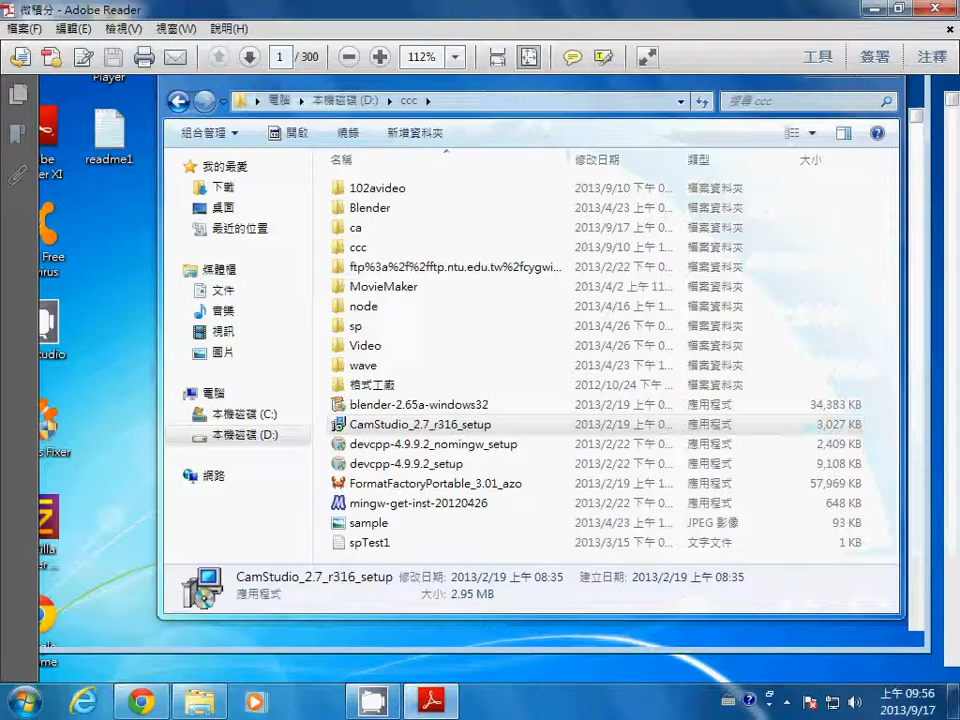 微積分 - Adobe Reader
檔案(F) 編輯(E) 檢視(V) 視窗(W) 說明(H)
1 / 300 112% 工具 簽署 注釋
Player
電腦 本機磁碟 (D:) ccc 搜尋 ccc
組合管理 開啟 燒錄 新增資料夾
名稱 修改日期 類型 大小
be
er XI
readme1
Free
virus
tudio
s Fixer
zilla
er ...
me
我的最愛
下載
桌面
最近的位置
媒體櫃
文件
音樂
視訊
圖片
電腦
本機磁碟 (C:)
本機磁碟 (D:)
網路
102avideo 2013/9/10 下午 0... 檔案資料夾
Blender 2013/4/23 上午 0... 檔案資料夾
ca 2013/9/17 上午 0... 檔案資料夾
ccc 2013/9/10 上午 1... 檔案資料夾
ftp%3a%2f%2fftp.ntu.edu.tw%2fcygwi... 2013/2/22 下午 0... 檔案資料夾
MovieMaker 2013/4/2 上午 11... 檔案資料夾
node 2013/4/16 上午 1... 檔案資料夾
sp 2013/4/26 下午 0... 檔案資料夾
Video 2013/4/22 上午 0... 檔案資料夾
wave 2013/4/23 上午 1... 檔案資料夾
格式工廠 2012/10/24 下午 ... 檔案資料夾
blender-2.65a-windows32 2013/2/19 上午 0... 應用程式 34,383 KB
CamStudio_2.7_r316_setup 2013/2/19 上午 0... 應用程式 3,027 KB
devcpp-4.9.9.2_nomingw_setup 2013/2/22 下午 0... 應用程式 2,409 KB
devcpp-4.9.9.2_setup 2013/2/22 下午 0... 應用程式 9,108 KB
FormatFactoryPortable_3.01_azo 2013/2/19 上午 1... 應用程式 57,969 KB
mingw-get-inst-20120426 2013/2/22 下午 0... 應用程式 648 KB
sample 2013/4/23 上午 1... JPEG 影像 93 KB
spTest1 2013/3/15 下午 0... 文字文件 1 KB
CamStudio_2.7_r316_setup 修改日期: 2013/2/19 上午 08:35 建立日期: 2013/2/19 上午 08:35
應用程式 大小: 2.95 MB
上午 09:56
2013/9/17